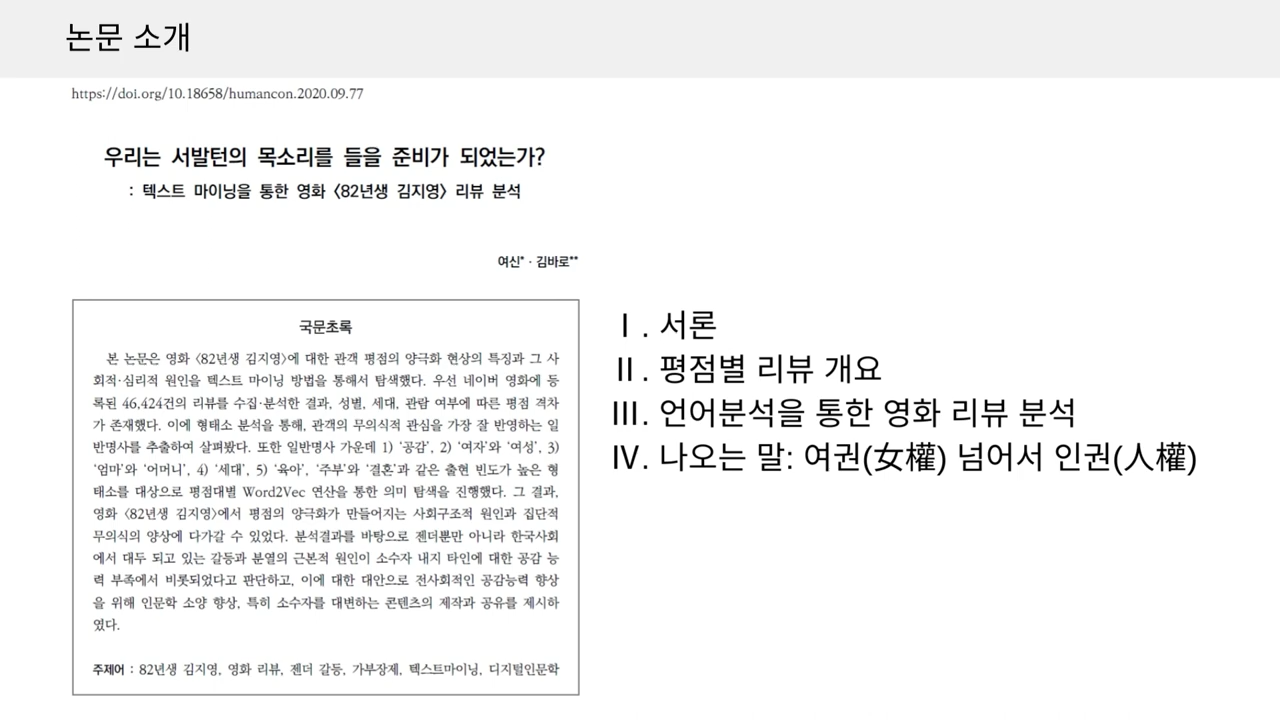 논문 소개
https://doi.org/10.18658/humancon.2020.09.77
우리는 서발턴의 목소리를 들을 준비가 되었는가?
: 텍스트 마이닝을 통한 영화 〈82년생 김지영〉 리뷰 분석
여신* · 김바로**
국문초록
본 논문은 영화 〈82년생 김지영〉에 대한 관객 평점의 양극화 현상의 특징과 그 사
회적·심리적 원인을 텍스트 마이닝 방법을 통해서 탐색했다. 우선 네이버 영화에 등
록된 46,424건의 리뷰를 수집·분석한 결과, 성별, 세대, 관람 여부에 따른 평점 격차
가 존재했다. 이에 형태소 분석을 통해, 관객의 무의식적 관심을 가장 잘 반영하는 일
반명사를 추출하여 살펴봤다. 또한 일반명사 가운데 1) ‘공감’, 2) ‘여자’와 ‘여성’, 3)
‘엄마’와 ‘어머니’, 4) ‘세대’, 5) ‘육아’, ‘주부’와 ‘결혼’과 같은 출현 빈도가 높은 형
태소를 대상으로 평점대별 Word2Vec 연산을 통한 의미 탐색을 진행했다. 그 결과,
영화 〈82년생 김지영〉에서 평점의 양극화가 만들어지는 사회구조적 원인과 집단적
무의식의 양상에 다가갈 수 있었다. 분석결과를 바탕으로 젠더뿐만 아니라 한국사회
에서 대두 되고 있는 갈등과 분열의 근본적 원인이 소수자 내지 타인에 대한 공감 능
력 부족에서 비롯되었다고 판단하고, 이에 대한 대안으로 전사회적인 공감능력 향상
을 위해 인문학 소양 향상, 특히 소수자를 대변하는 콘텐츠의 제작과 공유를 제시하
였다.
주제어 : 82년생 김지영, 영화 리뷰, 젠더 갈등, 가부장제, 텍스트마이닝, 디지털인문학
Ⅰ. 서론
Ⅱ. 평점별 리뷰 개요
Ⅲ. 언어분석을 통한 영화 리뷰 분석
Ⅳ. 나오는 말: 여권(女權) 넘어서 인권(人權)